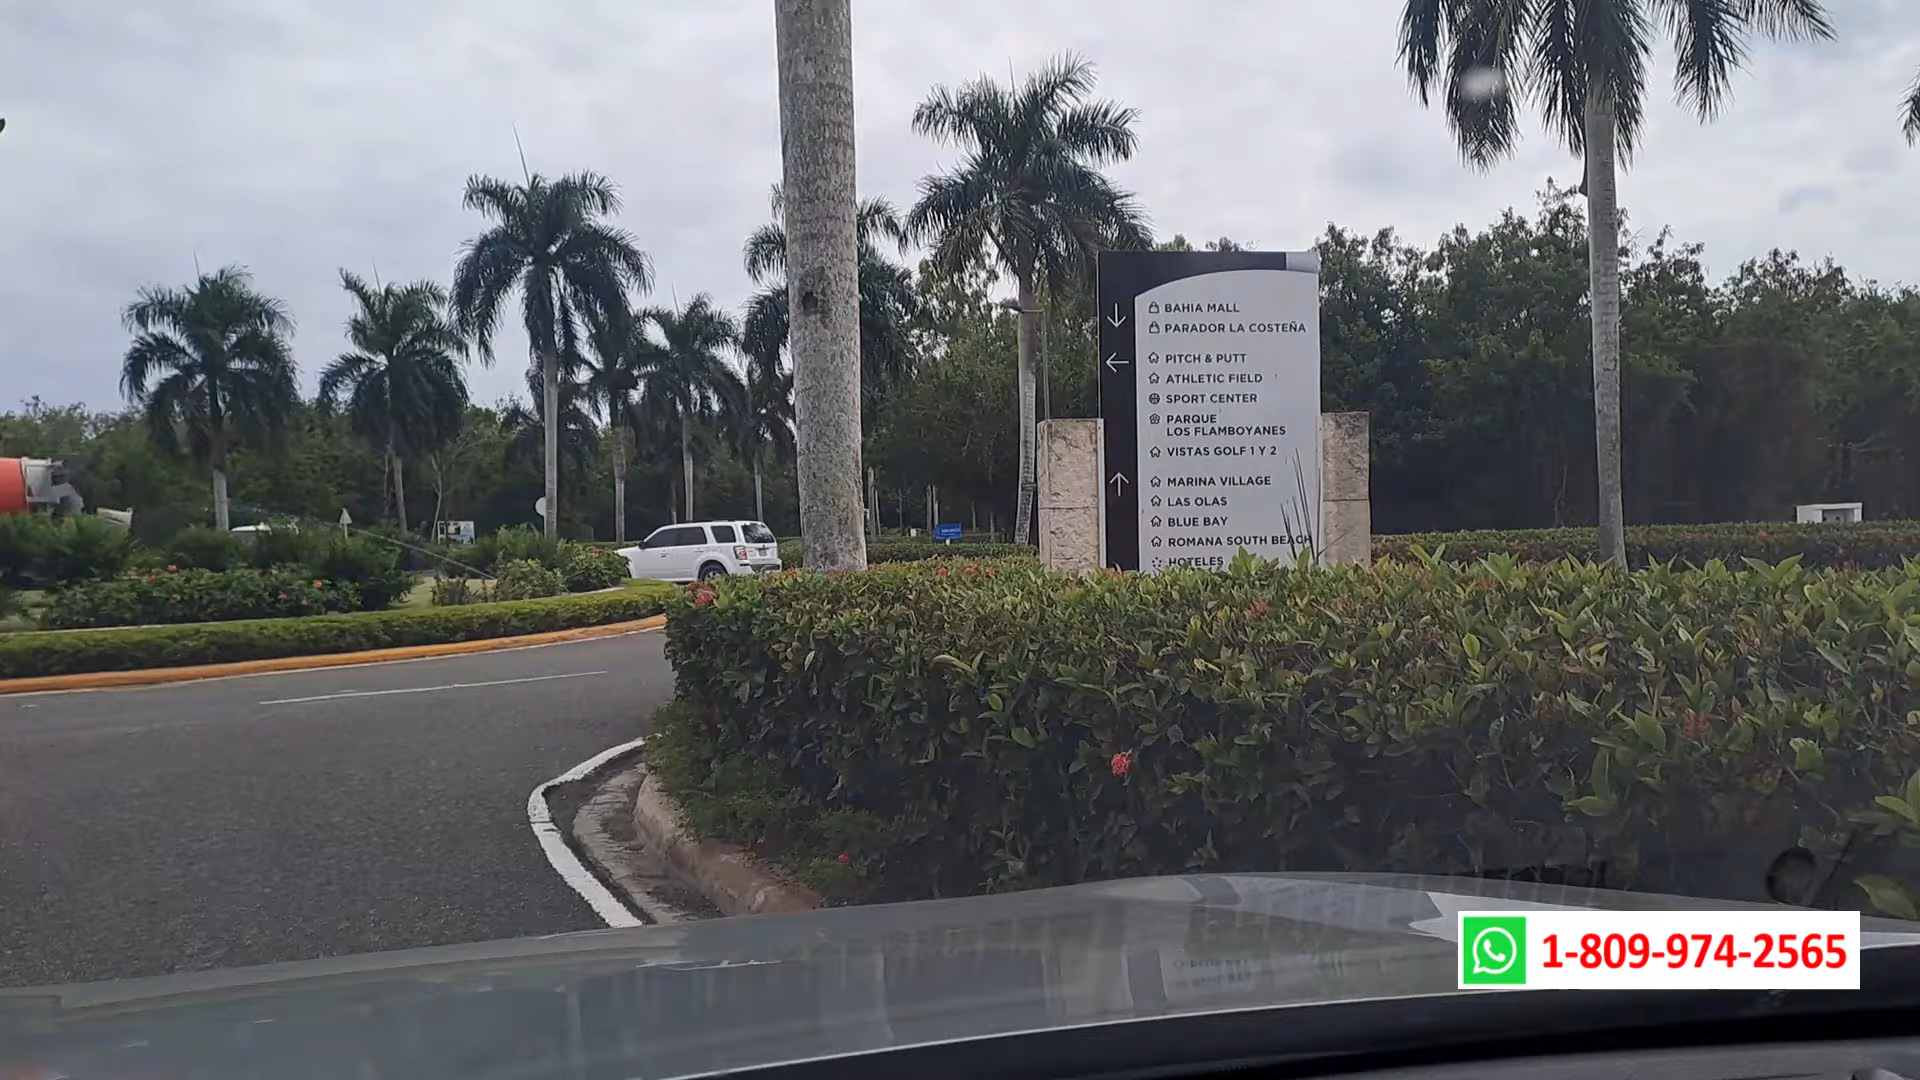 BAHIA MALL
PARADOR LA COSTEÑA
PITCH & PUTT
ATHLETIC FIELD
SPORT CENTER
PARQUE
LOS FLAMBOYANES
VISTAS GOLF 1 Y 2
MARINA VILLAGE
LAS OLAS
BLUE BAY
ROMANA SOUTH BEACH
HOTELES
1-809-974-2565